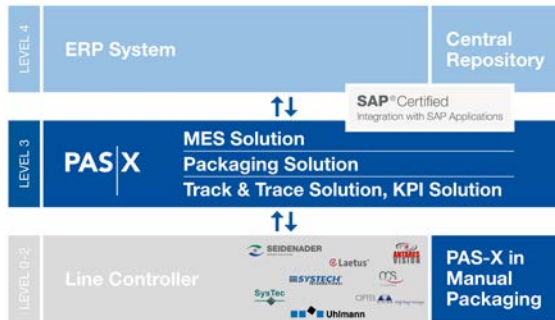 LEVEL 4
ERP System
Central
Repository
SAP® Certified
Integration with SAP Applications
LEVEL 3
PAS|X
MES Solution
Packaging Solution
Track & Trace Solution, KPI Solution
LEVEL 0-2
Line Controller
SEIDENADER
Laetus®
ANTARES
VISION
SYSTECH
SysTec
OPTEL
Uhlmann
PAS-X in
Manual
Packaging